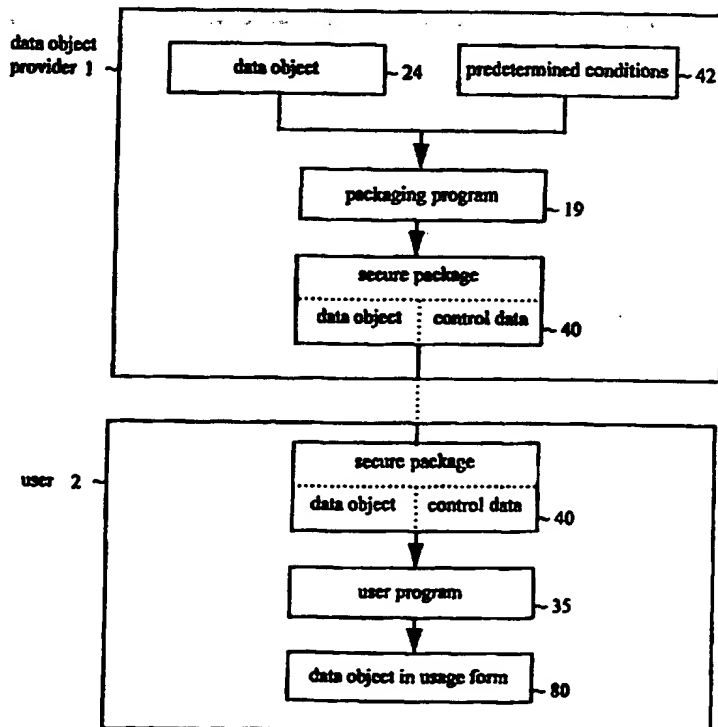 data object
provider 1
data object
24
predetermined conditions
42
packaging program
19
secure package
data object control data
40
user 2
secure package
data object control data
40
user program
35
data object in usage form
80